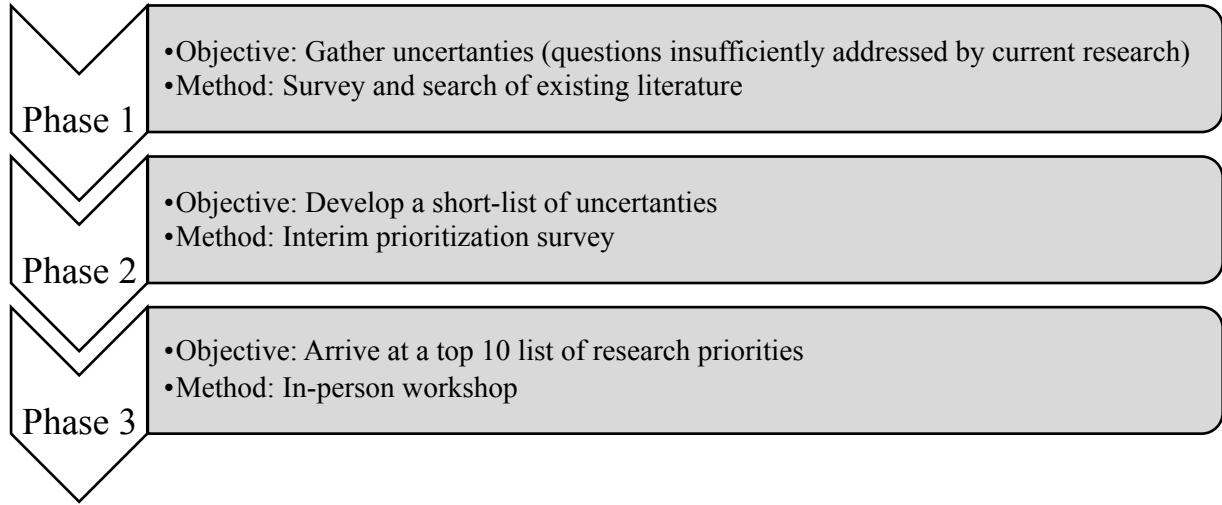 Phase 1
•Objective: Gather uncertanties (questions insufficiently addressed by current research)
•Method: Survey and search of existing literature
Phase 2
•Objective: Develop a short-list of uncertanties
•Method: Interim prioritization survey
Phase 3
•Objective: Arrive at a top 10 list of research priorities
•Method: In-person workshop